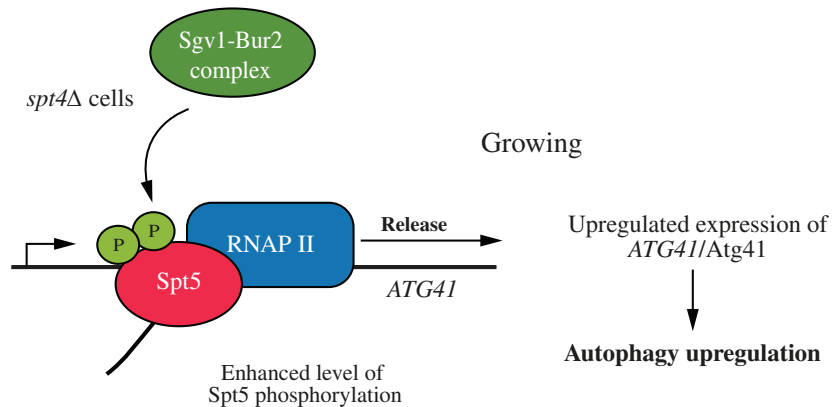 Sgv1-Bur2
complex
spt4Δ cells
Growing
P
P
RNAP II
Release
Upregulated expression of
ATG41/Atg41
Spt5
ATG41
Autophagy upregulation
Enhanced level of
Spt5 phosphorylation